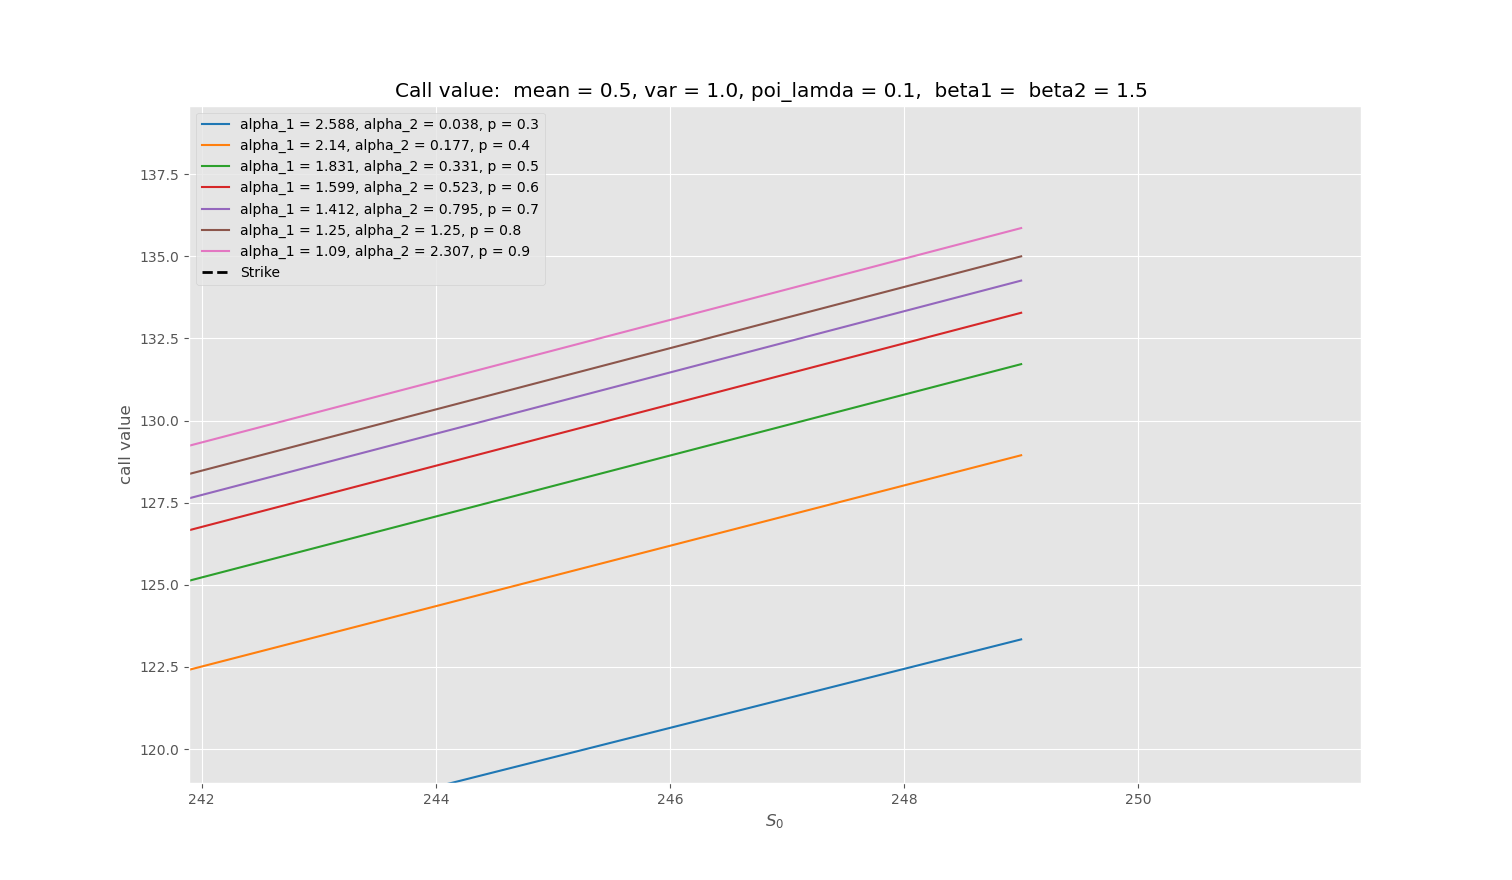 Call value:  mean = 0.5, var = 1.0, poi_lamda = 0.1,  beta1 =  beta2 = 1.5
alpha_1 = 2.588, alpha_2 = 0.038, p = 0.3
alpha_1 = 2.14, alpha_2 = 0.177, p = 0.4
alpha_1 = 1.831, alpha_2 = 0.331, p = 0.5
alpha_1 = 1.599, alpha_2 = 0.523, p = 0.6
alpha_1 = 1.412, alpha_2 = 0.795, p = 0.7
alpha_1 = 1.25, alpha_2 = 1.25, p = 0.8
alpha_1 = 1.09, alpha_2 = 2.307, p = 0.9
Strike
137.5
135.0
132.5
130.0
127.5
125.0
122.5
120.0
call value
242 244 246 248 250
S_0